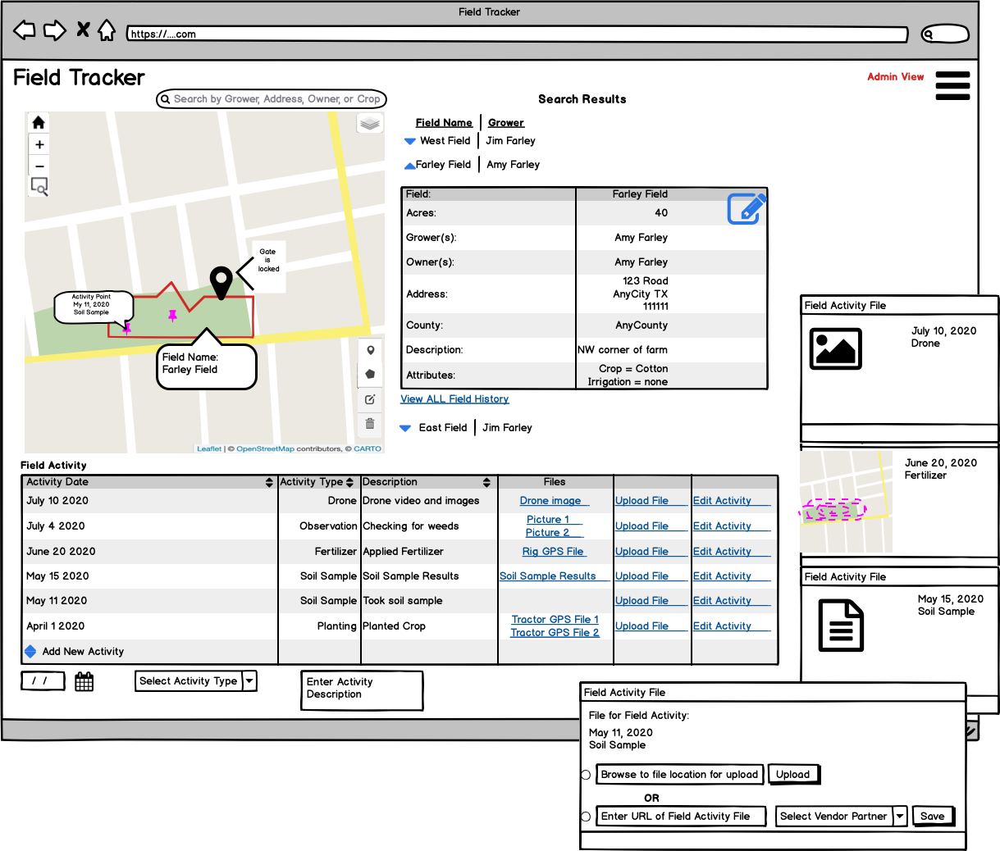 Field Tracker
https://....com
Field Tracker
Admin View
Search by Grower, Address, Owner, or Crop
Search Results
Field Name | Grower
West Field | Jim Farley
Farley Field | Amy Farley
Field: Farley Field
Acres: 40
Grower(s): Amy Farley
Owner(s): Amy Farley
Address: 123 Road
AnyCity TX
111111
County: AnyCounty
Description: NW corner of farm
Attributes: Crop = Cotton
Irrigation = none
View ALL Field History
East Field | Jim Farley
+
−
Gate
is
locked
Activity Point
My 11, 2020
Soil Sample
Field Name:
Farley Field
Leaflet | © OpenStreetMap contributors, © CARTO
Field Activity
Activity Date Activity Type Description Files
July 10 2020 Drone Drone video and images Drone image Upload File Edit Activity
July 4 2020 Observation Checking for weeds Picture 1 Upload File Edit Activity
Picture 2
June 20 2020 Fertilizer Applied Fertilizer Rig GPS File Upload File Edit Activity
May 15 2020 Soil Sample Soil Sample Results Soil Sample Results Upload File Edit Activity
May 11 2020 Soil Sample Took soil sample Upload File Edit Activity
April 1 2020 Planting Planted Crop Tractor GPS File 1 Upload File Edit Activity
Tractor GPS File 2
Add New Activity
/ /
Select Activity Type
Enter Activity
Description
Field Activity File
July 10, 2020
Drone
June 20, 2020
Fertilizer
Field Activity File
May 15, 2020
Soil Sample
Field Activity File
File for Field Activity:
May 11, 2020
Soil Sample
Browse to file location for upload Upload
OR
Enter URL of Field Activity File Select Vendor Partner Save